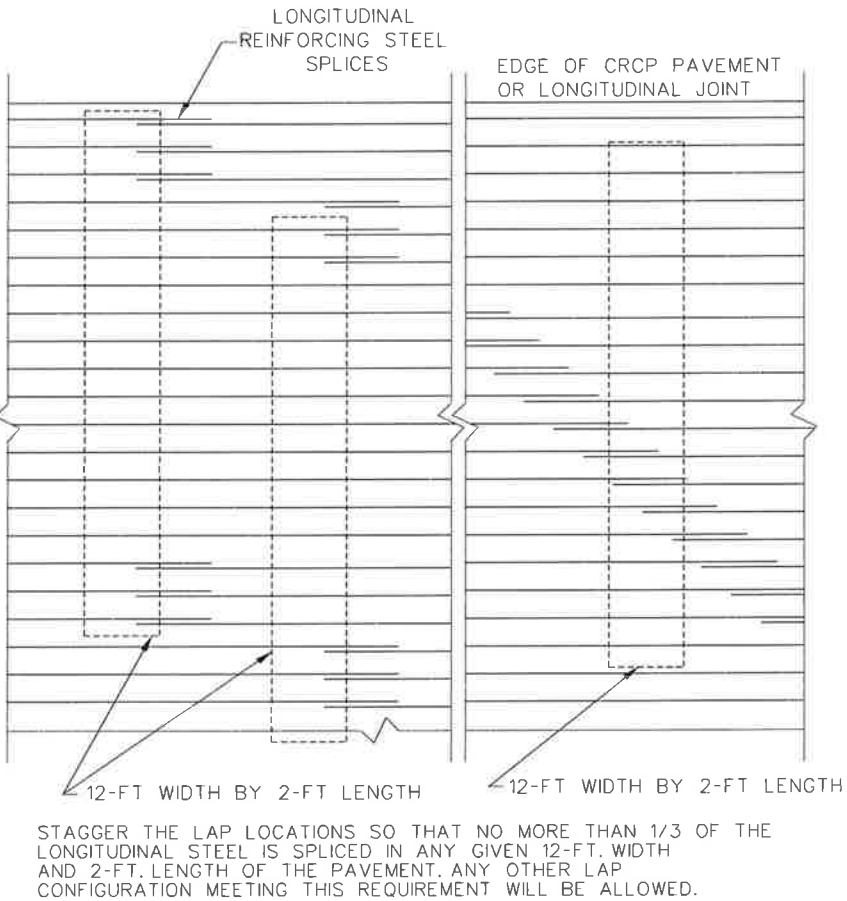 LONGITUDINAL
REINFORCING STEEL
SPLICES
EDGE OF CRCP PAVEMENT
OR LONGITUDINAL JOINT
12-FT WIDTH BY 2-FT LENGTH
12-FT WIDTH BY 2-FT LENGTH
STAGGER THE LAP LOCATIONS SO THAT NO MORE THAN 1/3 OF THE
LONGITUDINAL STEEL IS SPLICED IN ANY GIVEN 12-FT. WIDTH
AND 2-FT. LENGTH OF THE PAVEMENT. ANY OTHER LAP
CONFIGURATION MEETING THIS REQUIREMENT WILL BE ALLOWED.